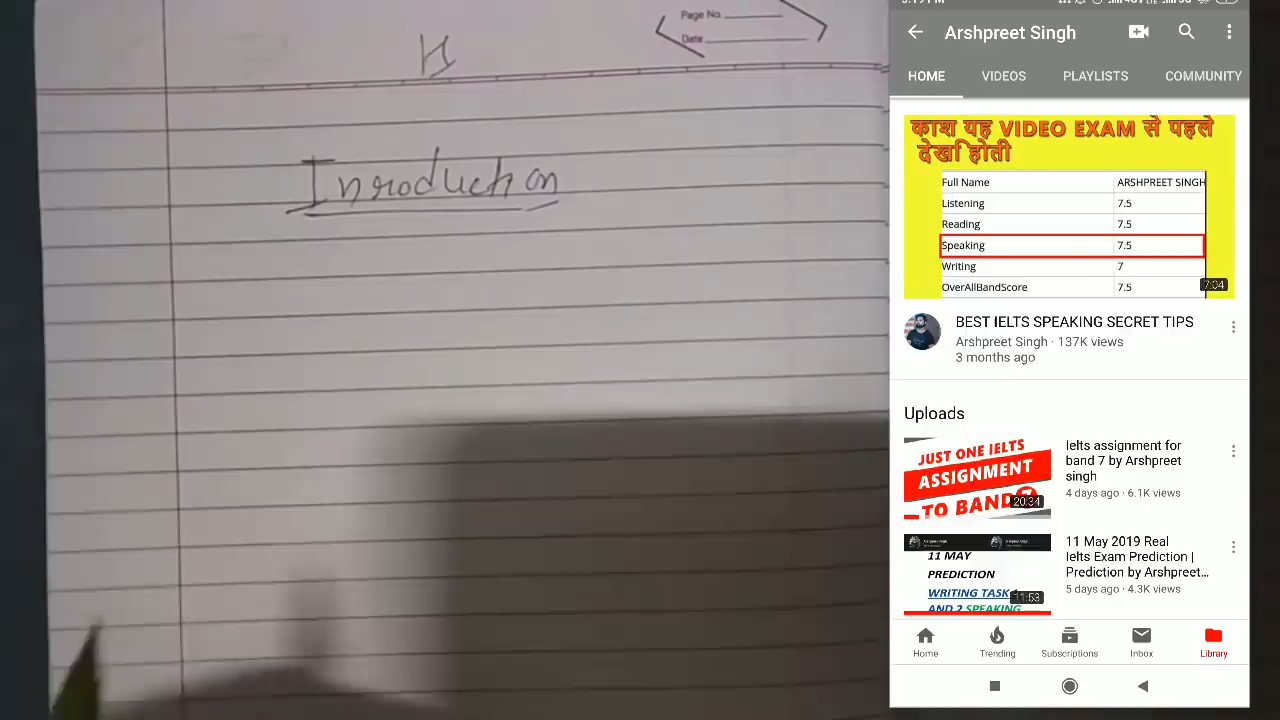 Page No.
Date
Inroduction
Arshpreet Singh
HOME VIDEOS PLAYLISTS COMMUNITY
काश यह VIDEO EXAM से पहले
देखा होती
Full Name ARSHPREET SINGH
Listening 7.5
Reading 7.5
Speaking 7.5
Writing 7
OverAllBandScore 7.5
7:04
BEST IELTS SPEAKING SECRET TIPS
Arshpreet Singh · 137K views
3 months ago
Uploads
JUST ONE IELTS
ASSIGNMENT
TO BAND 7
20:34
Ielts assignment for
band 7 by Arshpreet
singh
4 days ago · 6.1K views
11 MAY
PREDICTION
WRITING TASK
AND 2 SPEAKING
11:53
11 May 2019 Real
Ielts Exam Prediction |
Prediction by Arshpreet...
5 days ago · 4.3K views
Home Trending Subscriptions Inbox Library